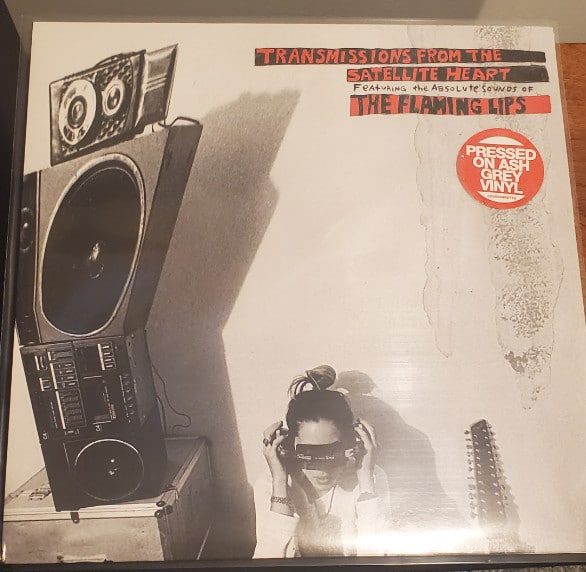 TRANSMISSIONS FROM THE
SATELLITE HEART
FEATURING the ABSOLUTE SOUNDS OF
THE FLAMING LIPS
PRESSED
ON ASH
GREY
VINYL